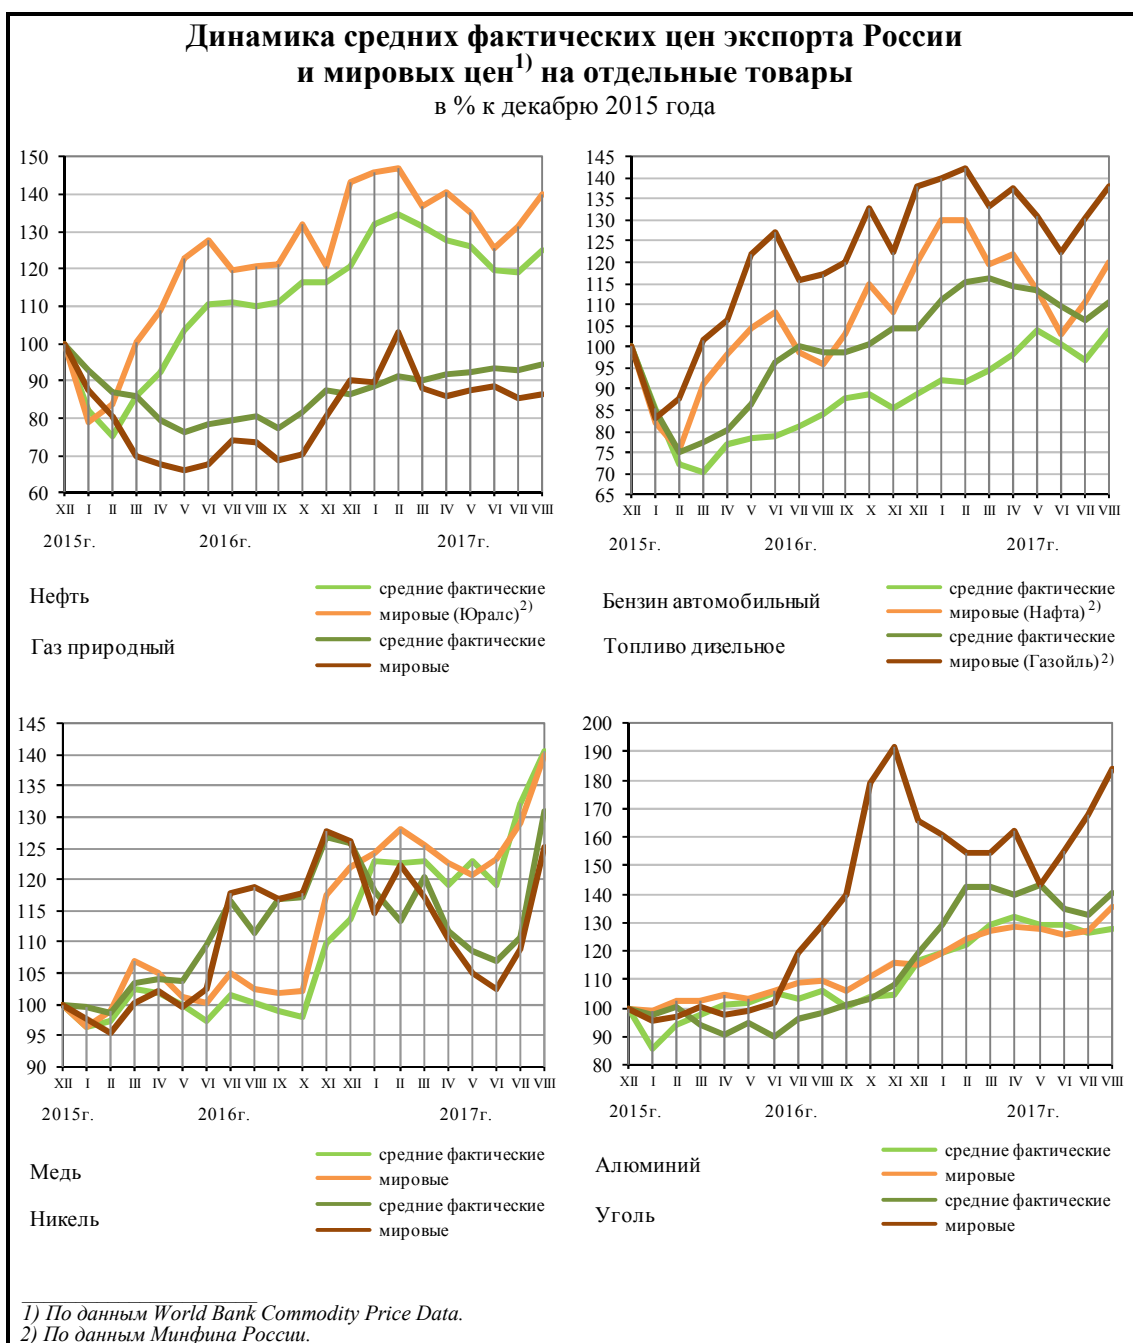 Динамика средних фактических цен экспорта России
и мировых цен1) на отдельные товары
в % к декабрю 2015 года
150
140
130
120
110
100
90
80
70
60
XII I II III IV V VI VII VIII IX X XI XII I II III IV V VI VII VIII
2015г. 2016г. 2017г.
Нефть
средние фактические
мировые (Юралс)2)
Газ природный
средние фактические
мировые
145
140
135
130
125
120
115
110
105
100
95
90
85
80
75
70
65
XII I II III IV V VI VII VIII IX X XI XII I II III IV V VI VII VIII
2015г. 2016г. 2017г.
Бензин автомобильный
средние фактические
мировые (Нафта)2)
Топливо дизельное
средние фактические
мировые (Газойль)2)
145
140
135
130
125
120
115
110
105
100
95
90
XII I II III IV V VI VII VIII IX X XI XII I II III IV V VI VII VIII
2015г. 2016г. 2017г.
Медь
средние фактические
мировые
Никель
средние фактические
мировые
200
190
180
170
160
150
140
130
120
110
100
90
80
XII I II III IV V VI VII VIII IX X XI XII I II III IV V VI VII VIII
2015г. 2016г. 2017г.
Алюминий
средние фактические
мировые
Уголь
средние фактические
мировые
1) По данным World Bank Commodity Price Data.
2) По данным Минфина России.